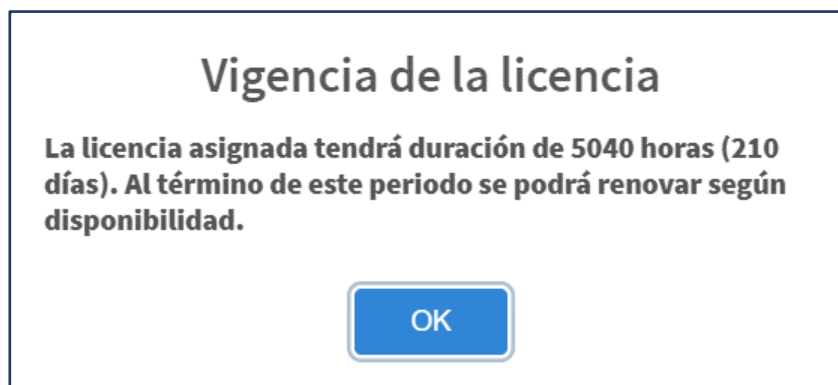 Vigencia de la licencia
La licencia asignada tendrá duración de 5040 horas (210
días). Al término de este periodo se podrá renovar según
disponibilidad.
OK